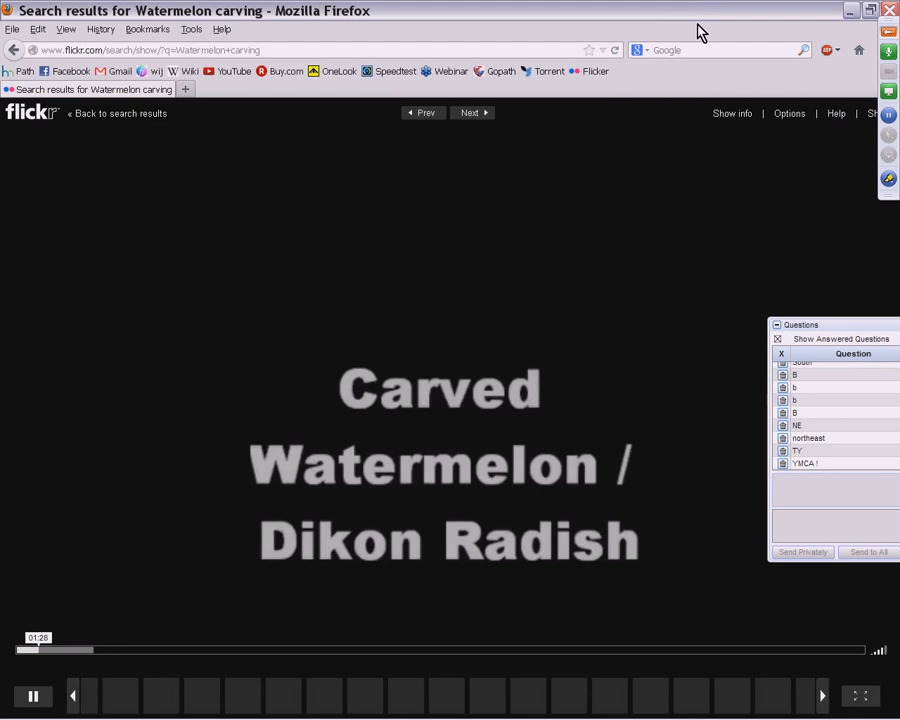 Search results for Watermelon carving - Mozilla Firefox
File Edit View History Bookmarks Tools Help
www.flickr.com/search/show/?q=Watermelon+carving
Google
ABP
Path Facebook Gmail wij Wiki YouTube Buy.com OneLook Speedtest Webinar Gopath Torrent Flicker
Search results for Watermelon carving
flickr « Back to search results Prev Next Show info | Options | Help |
Questions
Show Answered Questions
X Question
B
b
b
B
NE
northeast
TY
YMCA !
Carved
Watermelon /
Dikon Radish
Send Privately Send to All
01:28